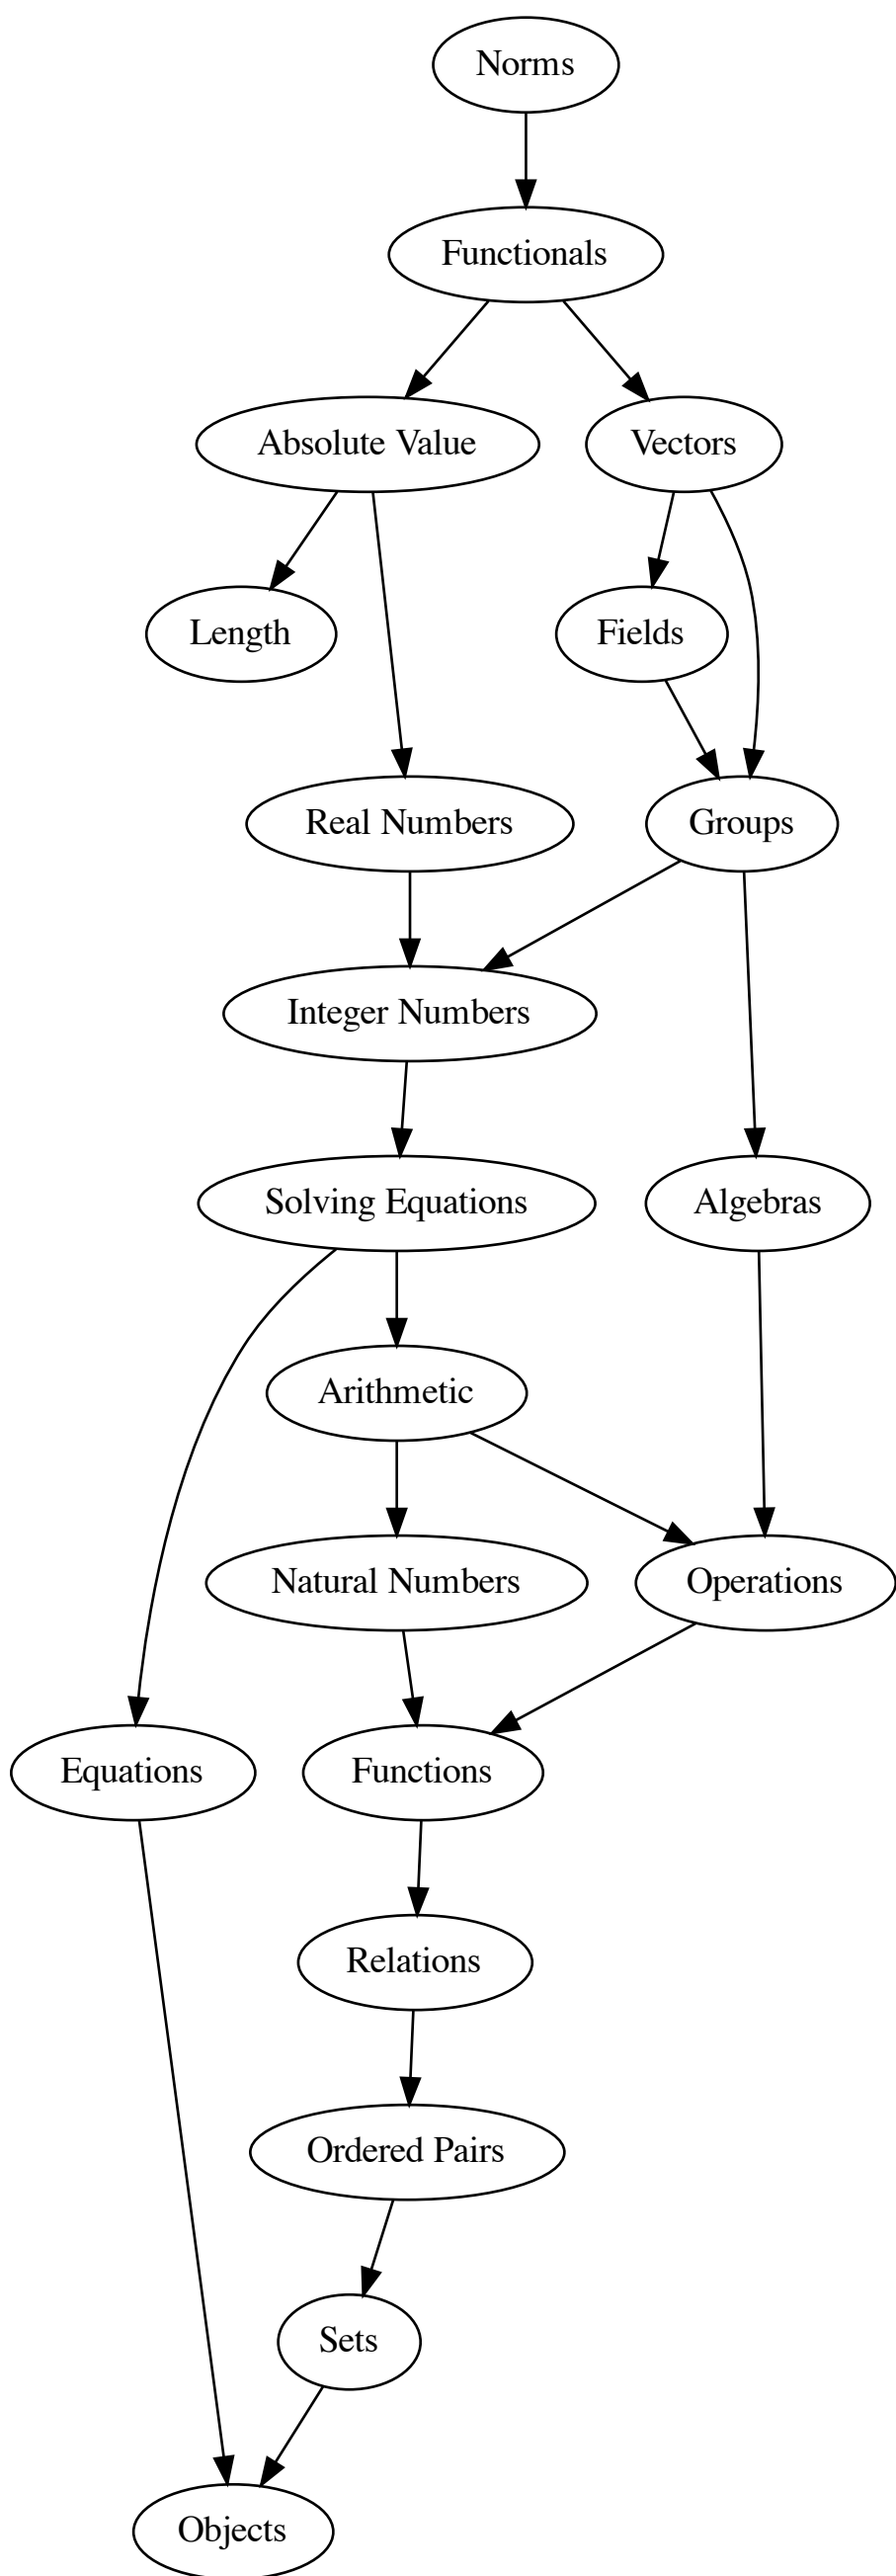 Norms
Functionals
Absolute Value
Vectors
Length
Fields
Real Numbers
Groups
Integer Numbers
Solving Equations
Algebras
Arithmetic
Natural Numbers
Operations
Equations
Functions
Relations
Ordered Pairs
Sets
Objects